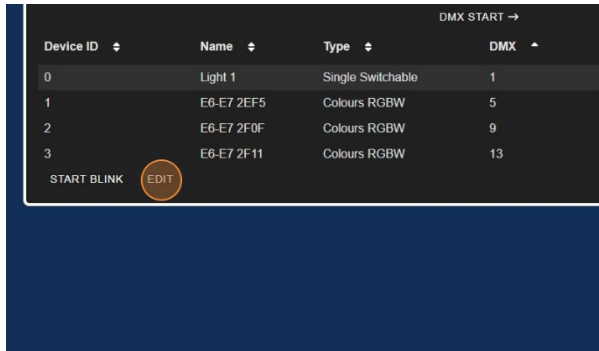 DMX START →
Device ID Name Type DMX
0 Light 1 Single Switchable 1
1 E6-E7 2EF5 Colours RGBW 5
2 E6-E7 2F0F Colours RGBW 9
3 E6-E7 2F11 Colours RGBW 13
START BLINK EDIT